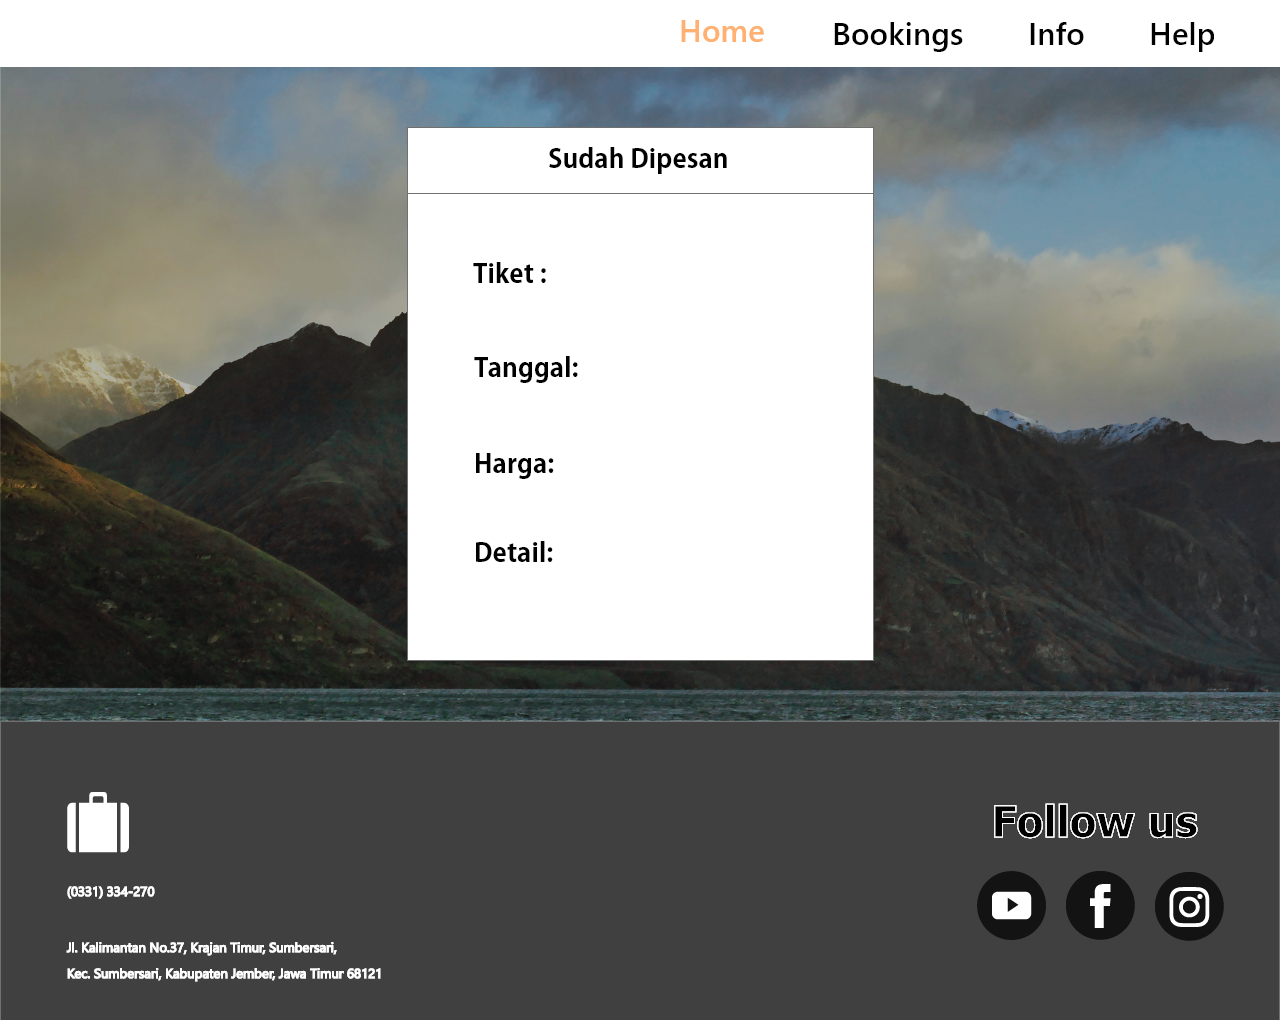 Home Bookings Info Help
Sudah Dipesan
Tiket :
Tanggal:
Harga:
Detail:
(0331) 334-270
Jl. Kalimantan No.37, Krajan Timur, Sumbersari,
Kec. Sumbersari, Kabupaten Jember, Jawa Timur 68121
Follow us